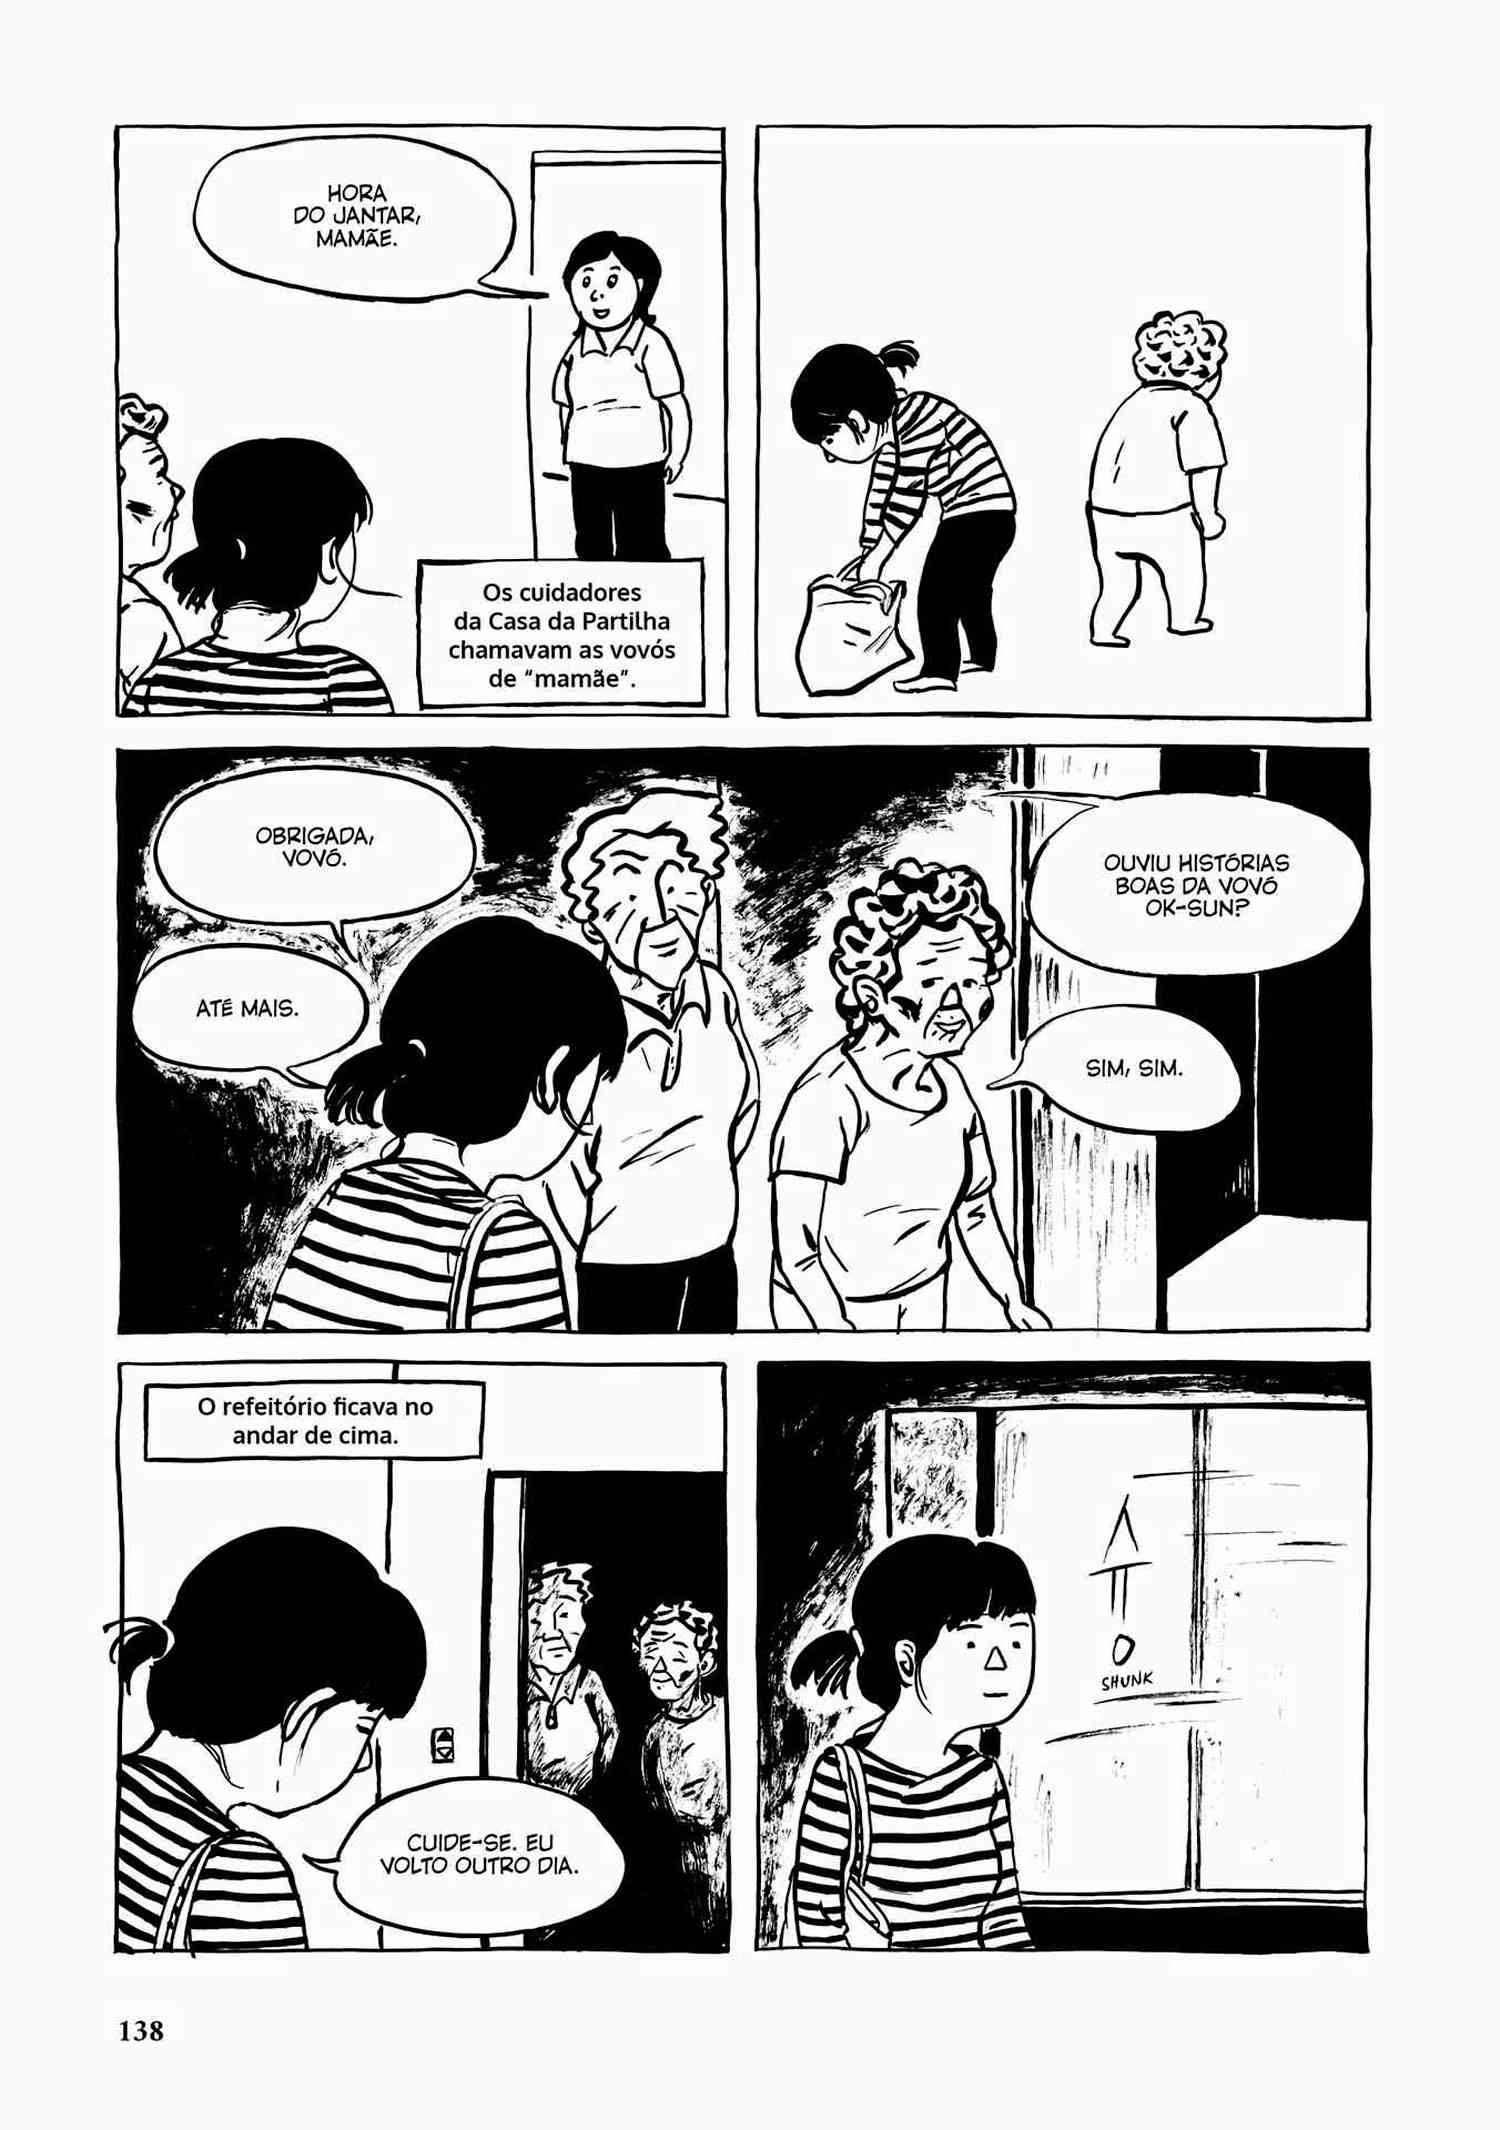 HORA
DO JANTAR,
MAMÃE.
Os cuidadores
da Casa da Partilha
chamavam as vovós
de “mamãe”.
OBRIGADA,
VOVÓ.
ATÉ MAIS.
OUVIU HISTÓRIAS
BOAS DA VOVÓ
OK-SUN?
SIM, SIM.
O refeitório ficava no
andar de cima.
CUIDE-SE. EU
VOLTO OUTRO DIA.
SHUNK
138